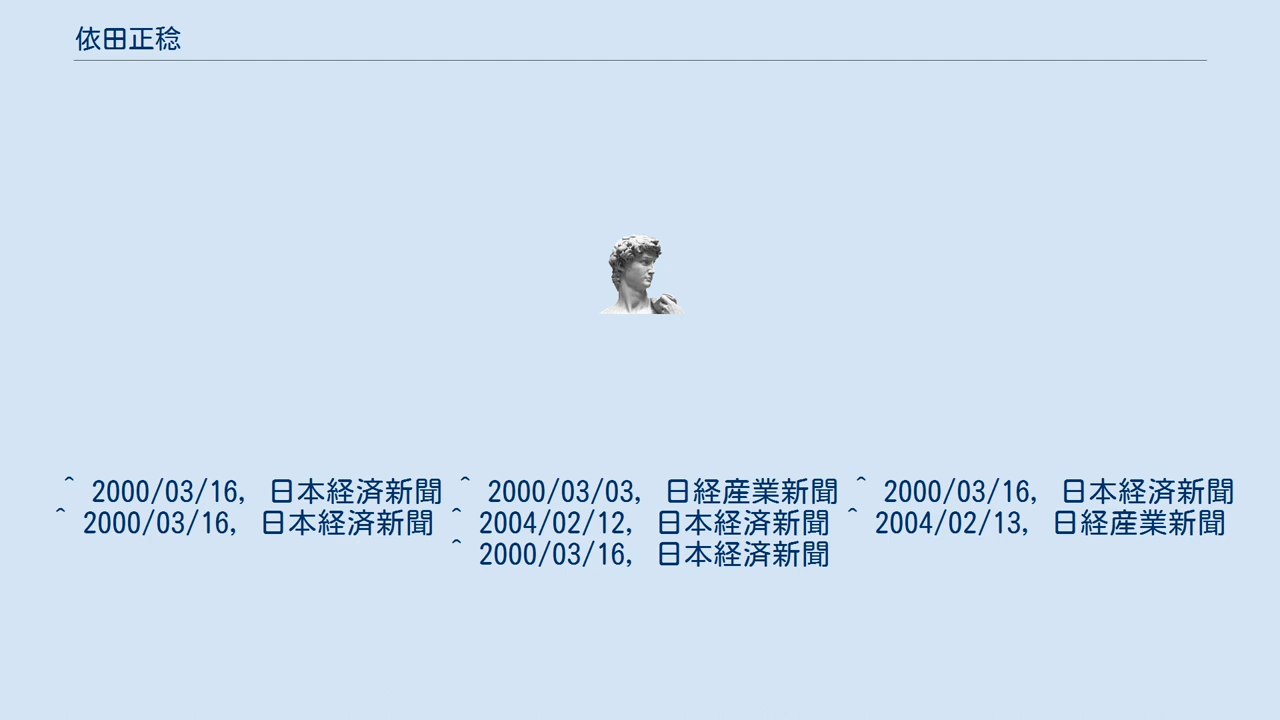 依田正稔
^ 2000/03/16, 日本経済新聞 ^ 2000/03/03, 日経産業新聞 ^ 2000/03/16, 日本経済新聞
^ 2000/03/16, 日本経済新聞 ^ 2004/02/12, 日本経済新聞 ^ 2004/02/13, 日経産業新聞
^ 2000/03/16, 日本経済新聞